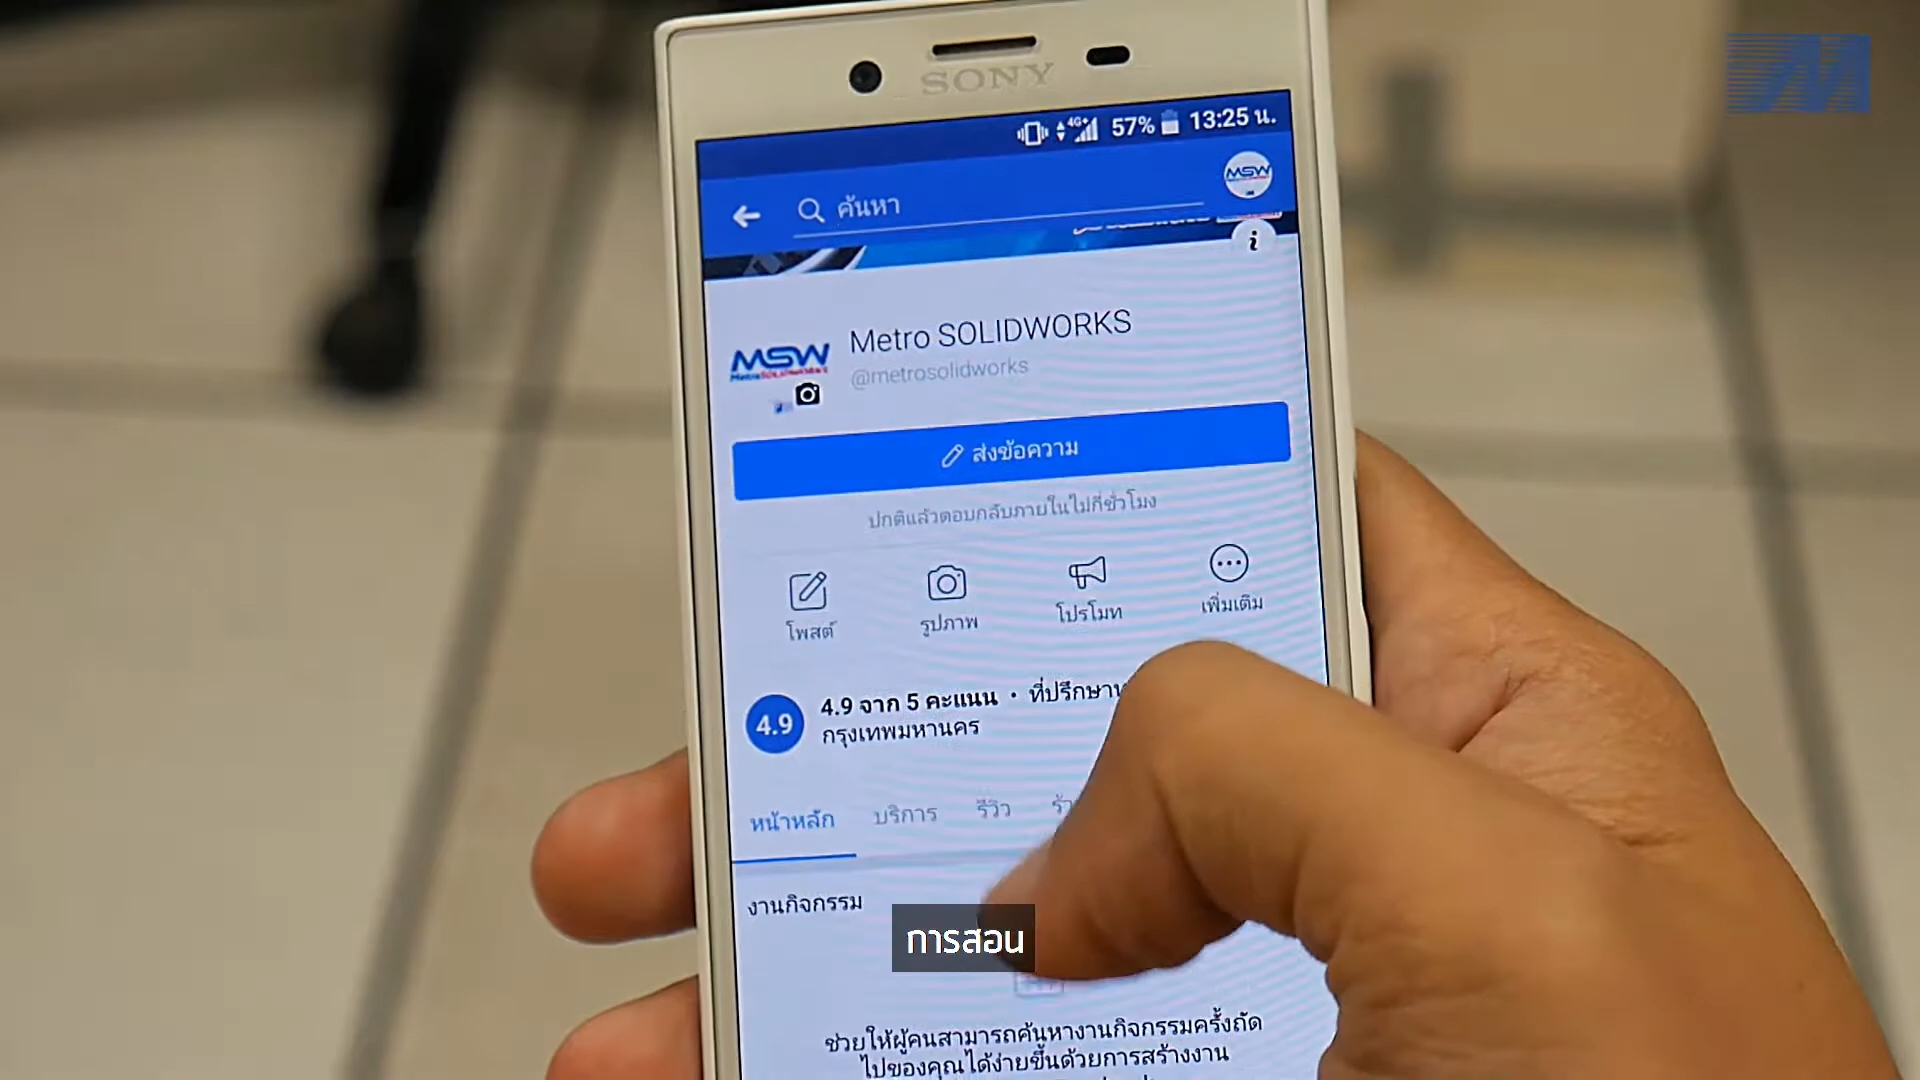 SONY
4G+ 57% 13:25 น.
ค้นหา
MSW
Metro SOLIDWORKS
@metrosolidworks
MSW
ส่งข้อความ
ปกติแล้วตอบกลับภายในไม่กี่ชั่วโมง
โพสต์ รูปภาพ โปรโมท เพิ่มเติม
4.9
4.9 จาก 5 คะแนน •
กรุงเทพมหานคร
หน้าหลัก บริการ รีวิว
งานกิจกรรม
การสอน
ช่วยให้ผู้คนสามารถค้นหางานกิจกรรมครั้งถัด
ไปของคุณได้ง่ายขึ้นด้วยการสร้างงาน